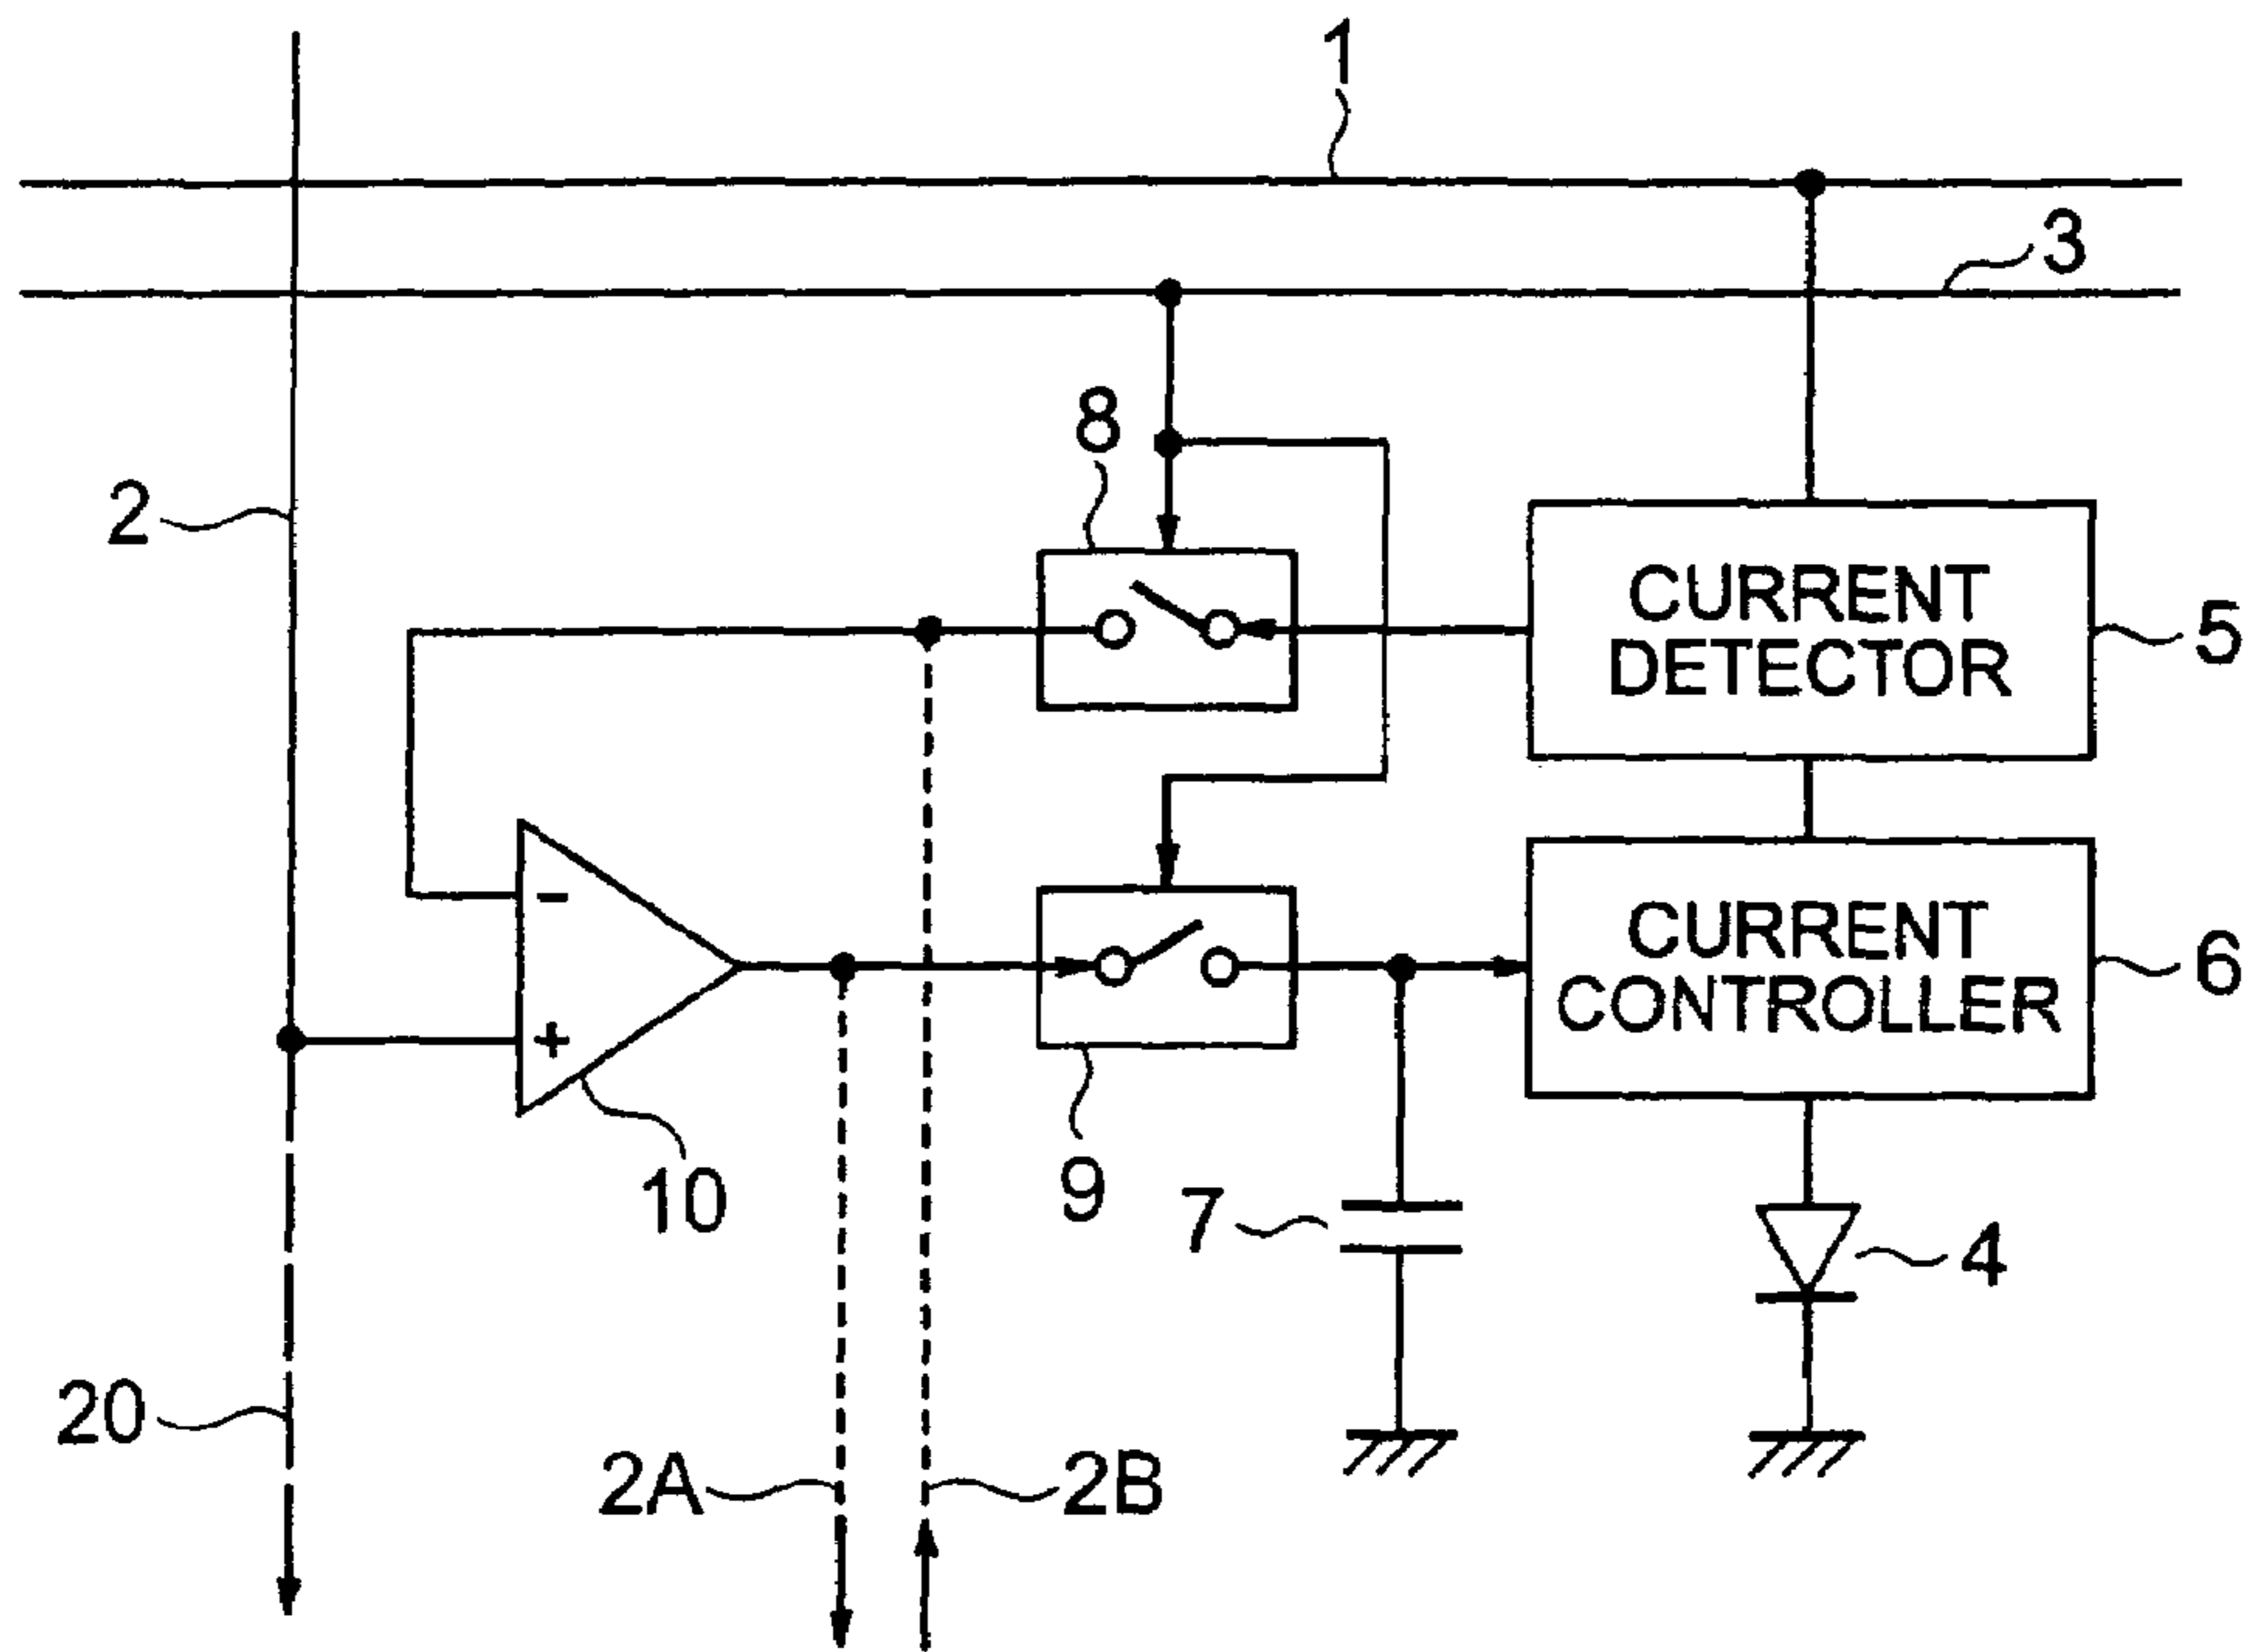 1
3
8
2
CURRENT
DETECTOR
5
-
+
CURRENT
CONTROLLER
6
10
9
7
4
20
2A
2B